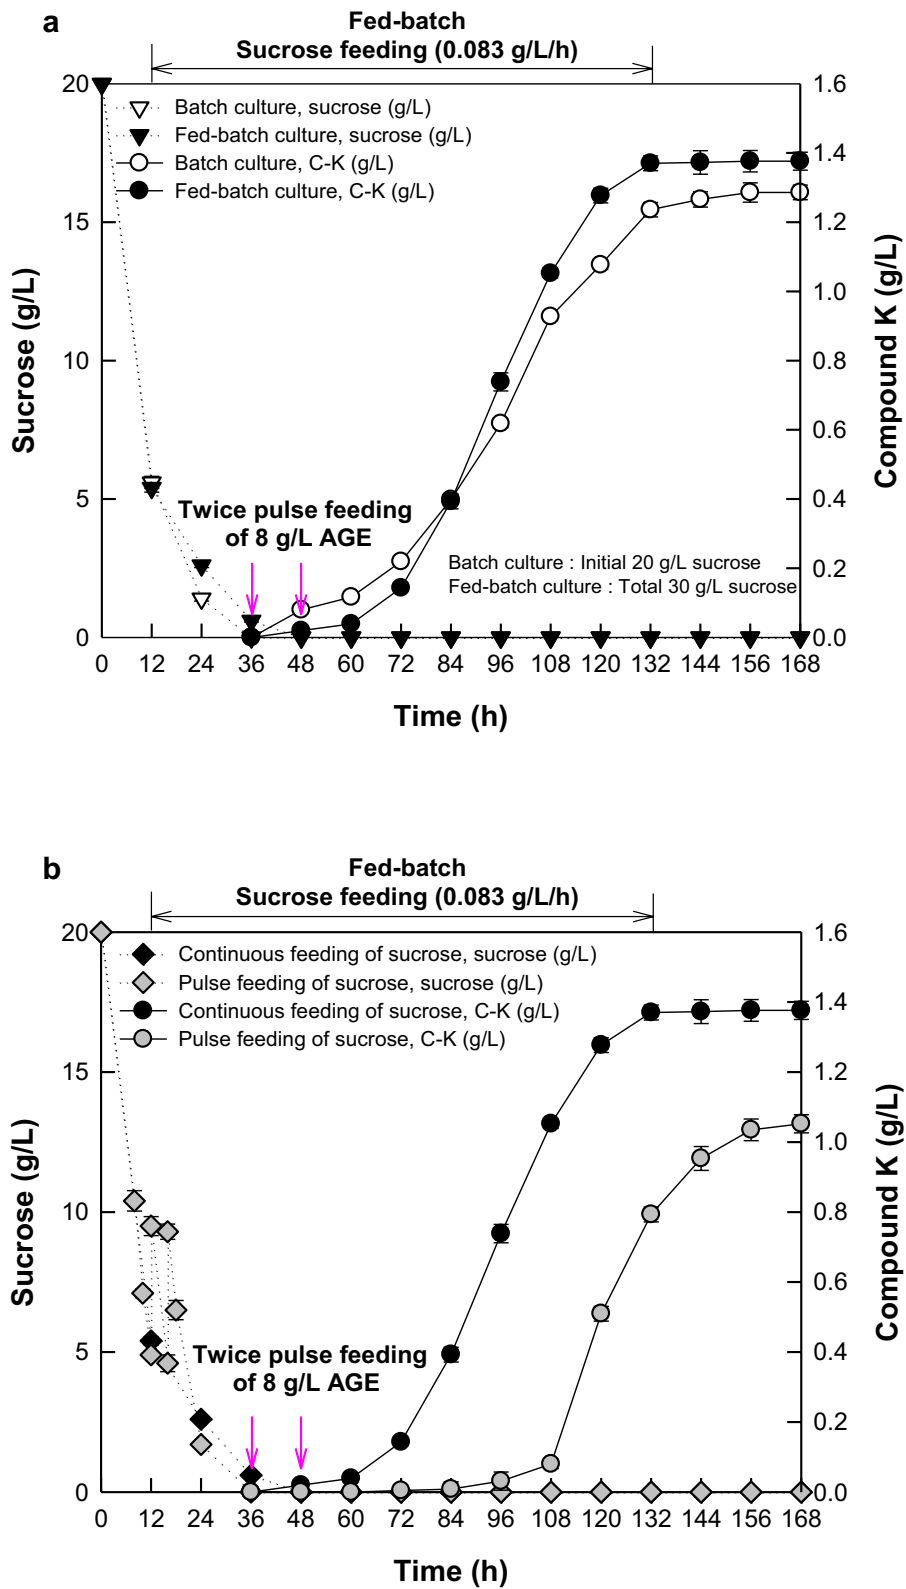 a
Fed-batch
Sucrose feeding (0.083 g/L/h)
20
15
10
5
0
Sucrose (g/L)
Batch culture, sucrose (g/L)
Fed-batch culture, sucrose (g/L)
Batch culture, C-K (g/L)
Fed-batch culture, C-K (g/L)
Twice pulse feeding
of 8 g/L AGE
Batch culture : Initial 20 g/L sucrose
Fed-batch culture : Total 30 g/L sucrose
1.6
1.4
1.2
1.0
0.8
0.6
0.4
0.2
0.0
Compound K (g/L)
0 12 24 36 48 60 72 84 96 108 120 132 144 156 168
Time (h)
b
Fed-batch
Sucrose feeding (0.083 g/L/h)
20
15
10
5
0
Sucrose (g/L)
Continuous feeding of sucrose, sucrose (g/L)
Pulse feeding of sucrose, sucrose (g/L)
Continuous feeding of sucrose, C-K (g/L)
Pulse feeding of sucrose, C-K (g/L)
Twice pulse feeding
of 8 g/L AGE
1.6
1.4
1.2
1.0
0.8
0.6
0.4
0.2
0.0
Compound K (g/L)
0 12 24 36 48 60 72 84 96 108 120 132 144 156 168
Time (h)